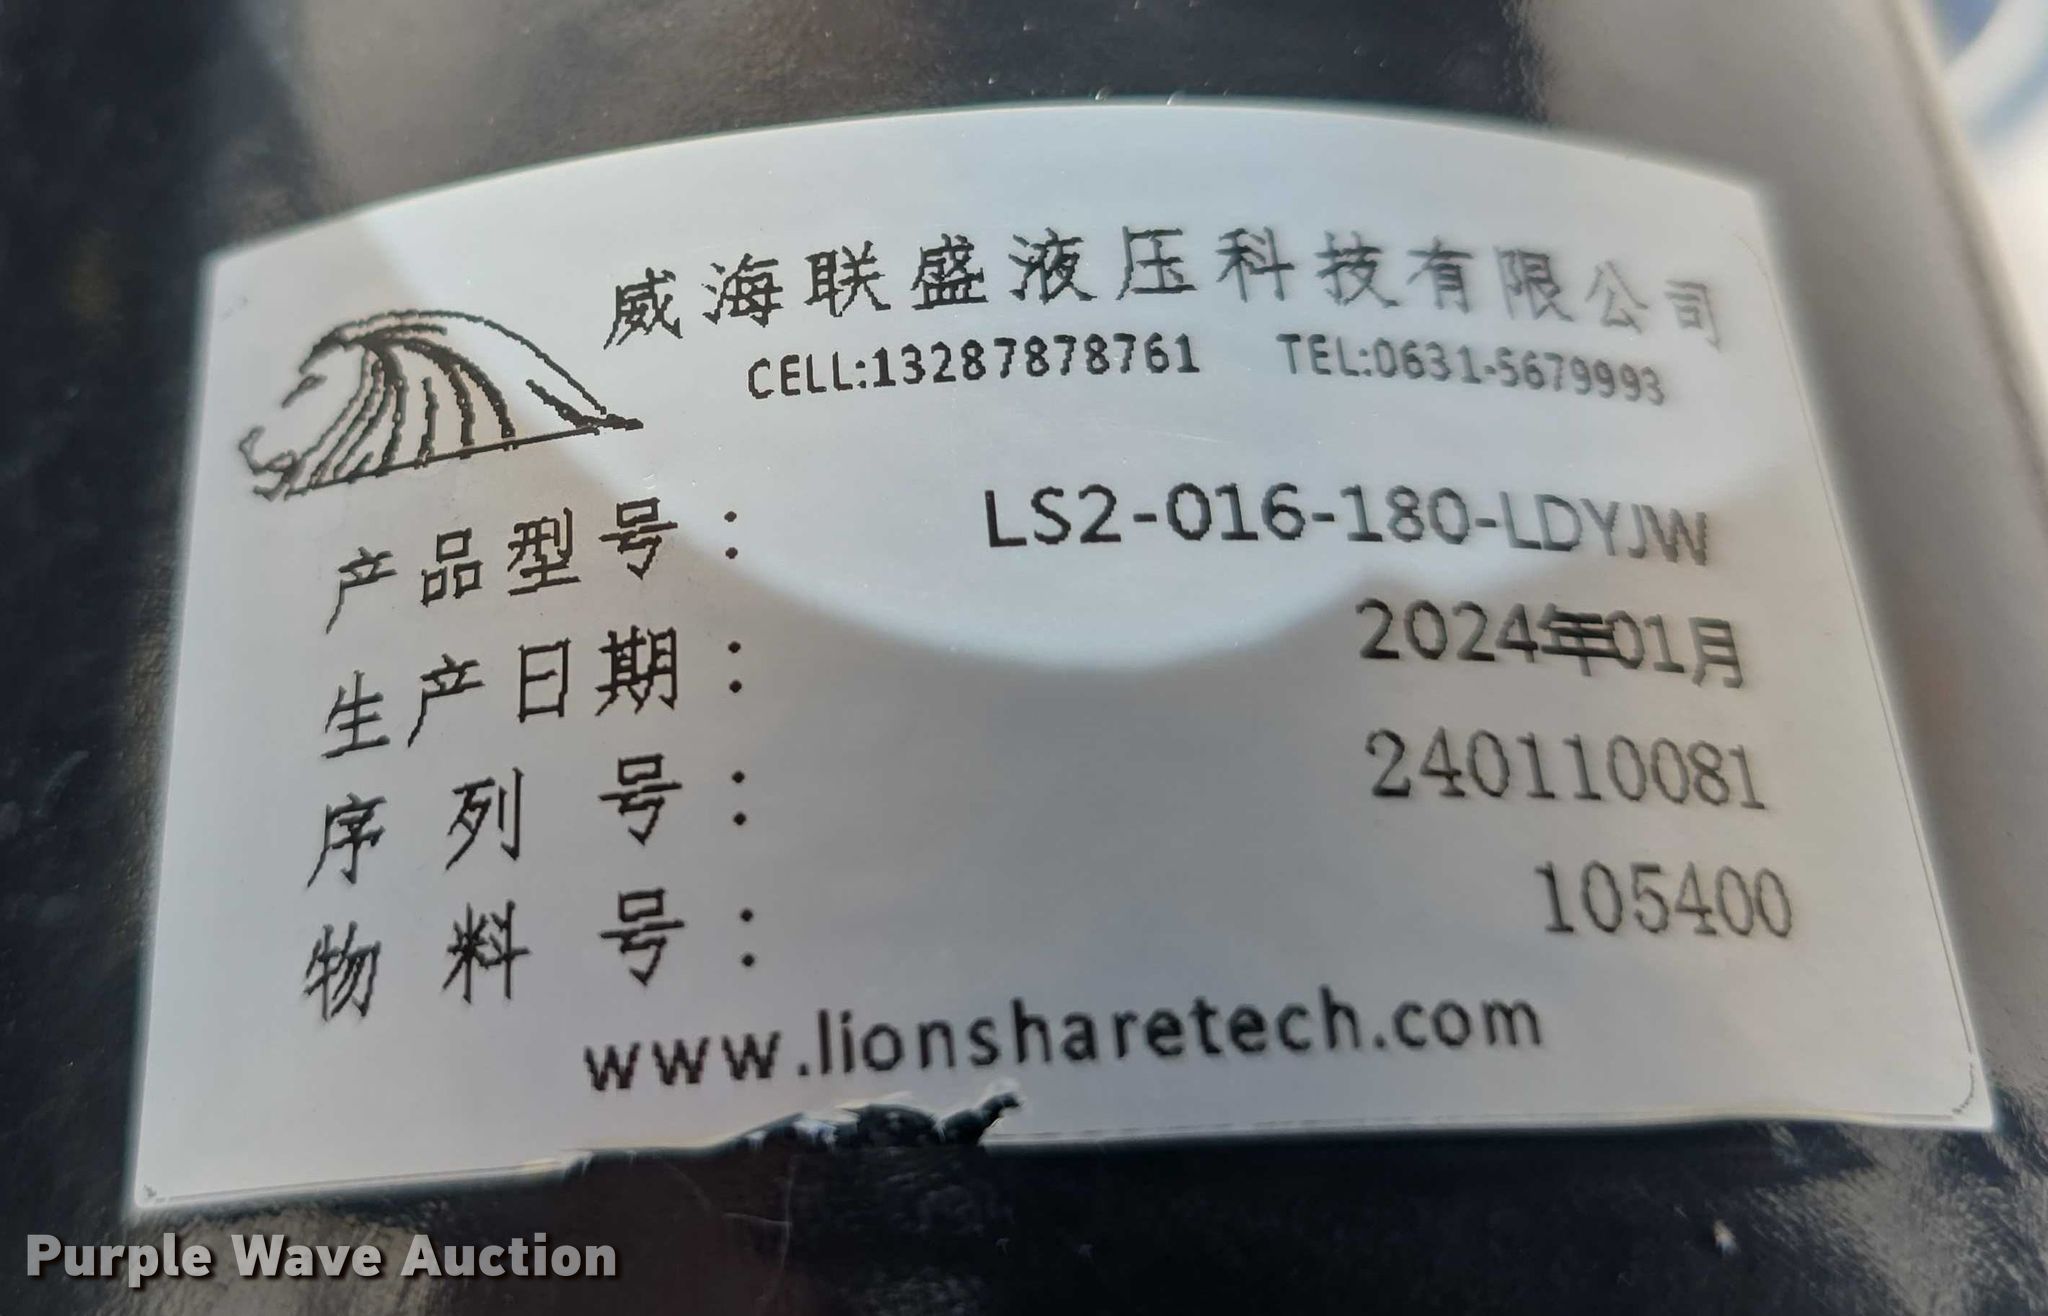 威海联盛液压科技有限公司
CELL:13287878761 TEL:0631-5679993
产品型号: LS2-016-180-LDYJW
生产日期: 2024年01月
序列号: 240110081
物料号: 105400
www.lionsharetech.com
Purple Wave Auction